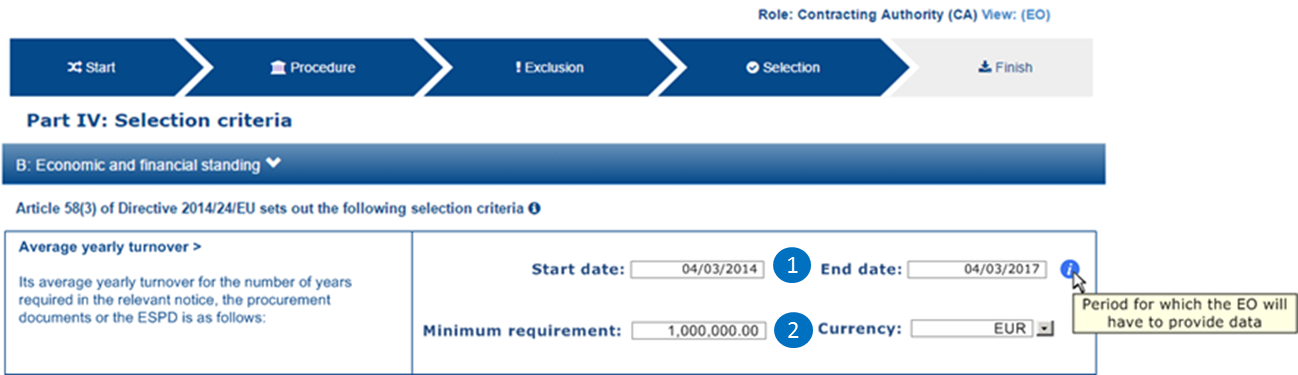 Role: Contracting Authority (CA) View: (EO)
Start
Procedure
Exclusion
Selection
Finish
Part IV: Selection criteria
B: Economic and financial standing
Article 58(3) of Directive 2014/24/EU sets out the following selection criteria
Average yearly turnover >
Its average yearly turnover for the number of years
required in the relevant notice, the procurement
documents or the ESPD is as follows:
Start date: 04/03/2014 1 End date: 04/03/2017
Period for which the EO will
have to provide data
Minimum requirement: 1,000,000.00 2 Currency: EUR